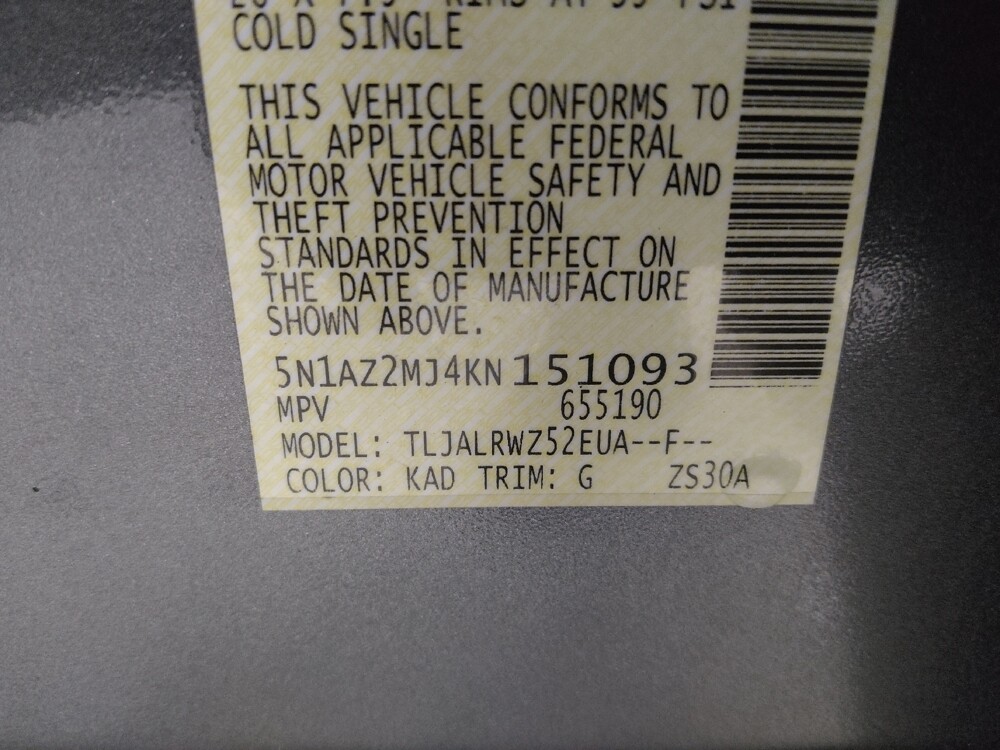 COLD SINGLE
THIS VEHICLE CONFORMS TO
ALL APPLICABLE FEDERAL
MOTOR VEHICLE SAFETY AND
THEFT PREVENTION
STANDARDS IN EFFECT ON
THE DATE OF MANUFACTURE
SHOWN ABOVE.
5N1AZ2MJ4KN151093
MPV 655190
MODEL: TLJALRWZ52EUA--F--
COLOR: KAD TRIM: G ZS30A